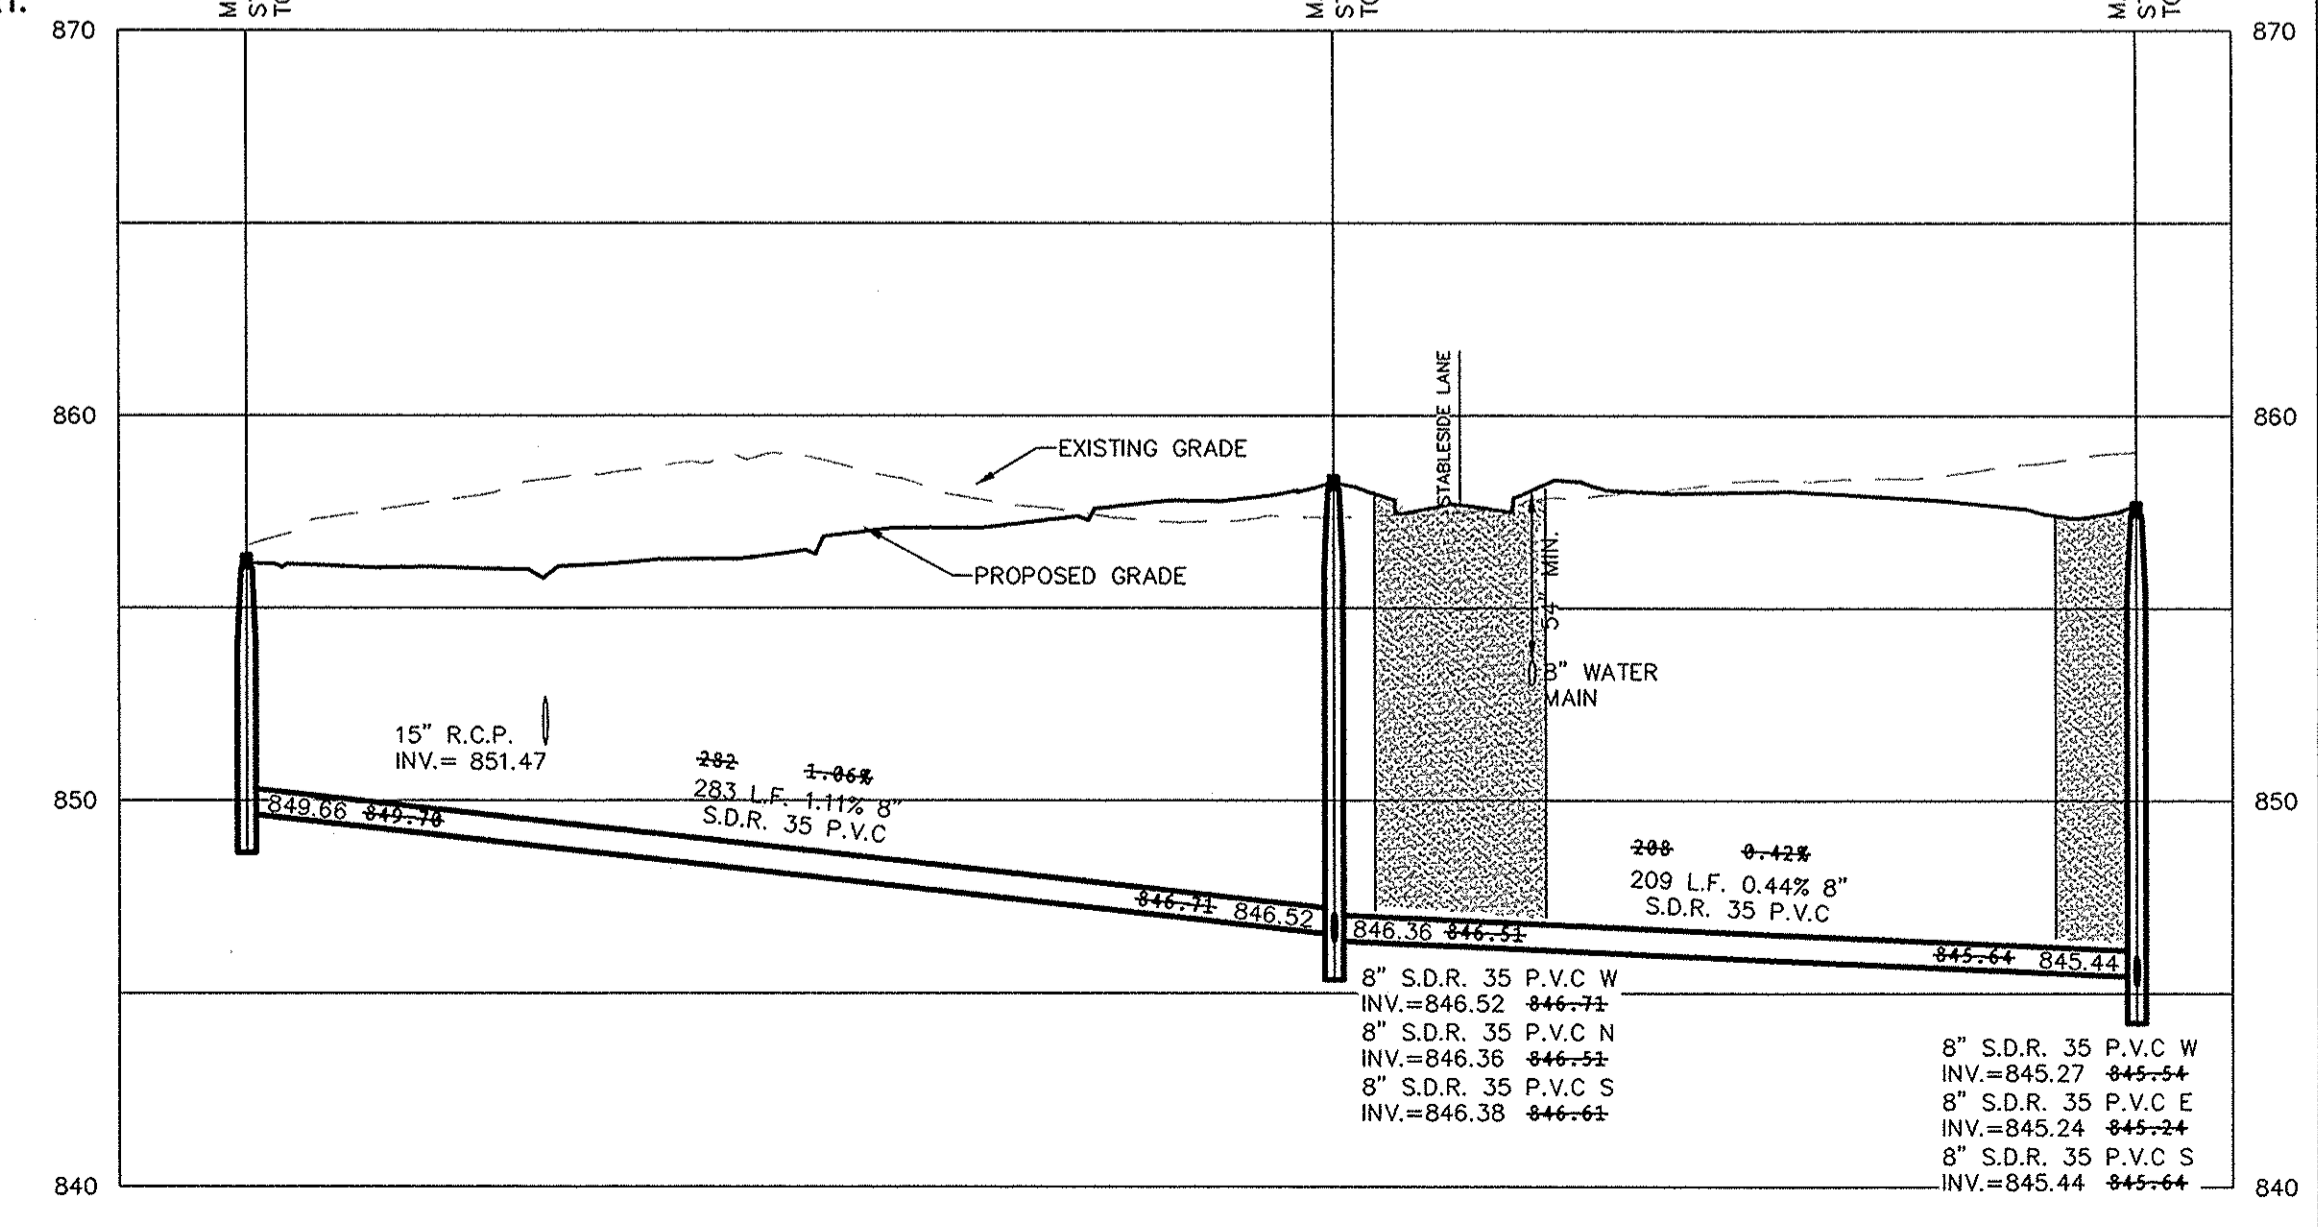 870
870
860
860
EXISTING GRADE
PROPOSED GRADE
STABLESIDE LANE
54" MIN.
8" WATER
MAIN
15" R.C.P.
INV.= 851.47
282 1.06%
283 L.F. 1.11% 8"
S.D.R. 35 P.V.C
850
850
849.66 849.70
846.71 846.52
846.36 846.51
208 0.42%
209 L.F. 0.44% 8"
S.D.R. 35 P.V.C
845.64 845.44
8" S.D.R. 35 P.V.C W
INV.=846.52 846.71
8" S.D.R. 35 P.V.C N
INV.=846.36 846.51
8" S.D.R. 35 P.V.C S
INV.=846.38 846.61
8" S.D.R. 35 P.V.C W
INV.=845.27 845.54
8" S.D.R. 35 P.V.C E
INV.=845.24 845.24
8" S.D.R. 35 P.V.C S
INV.=845.44 845.64
840
840